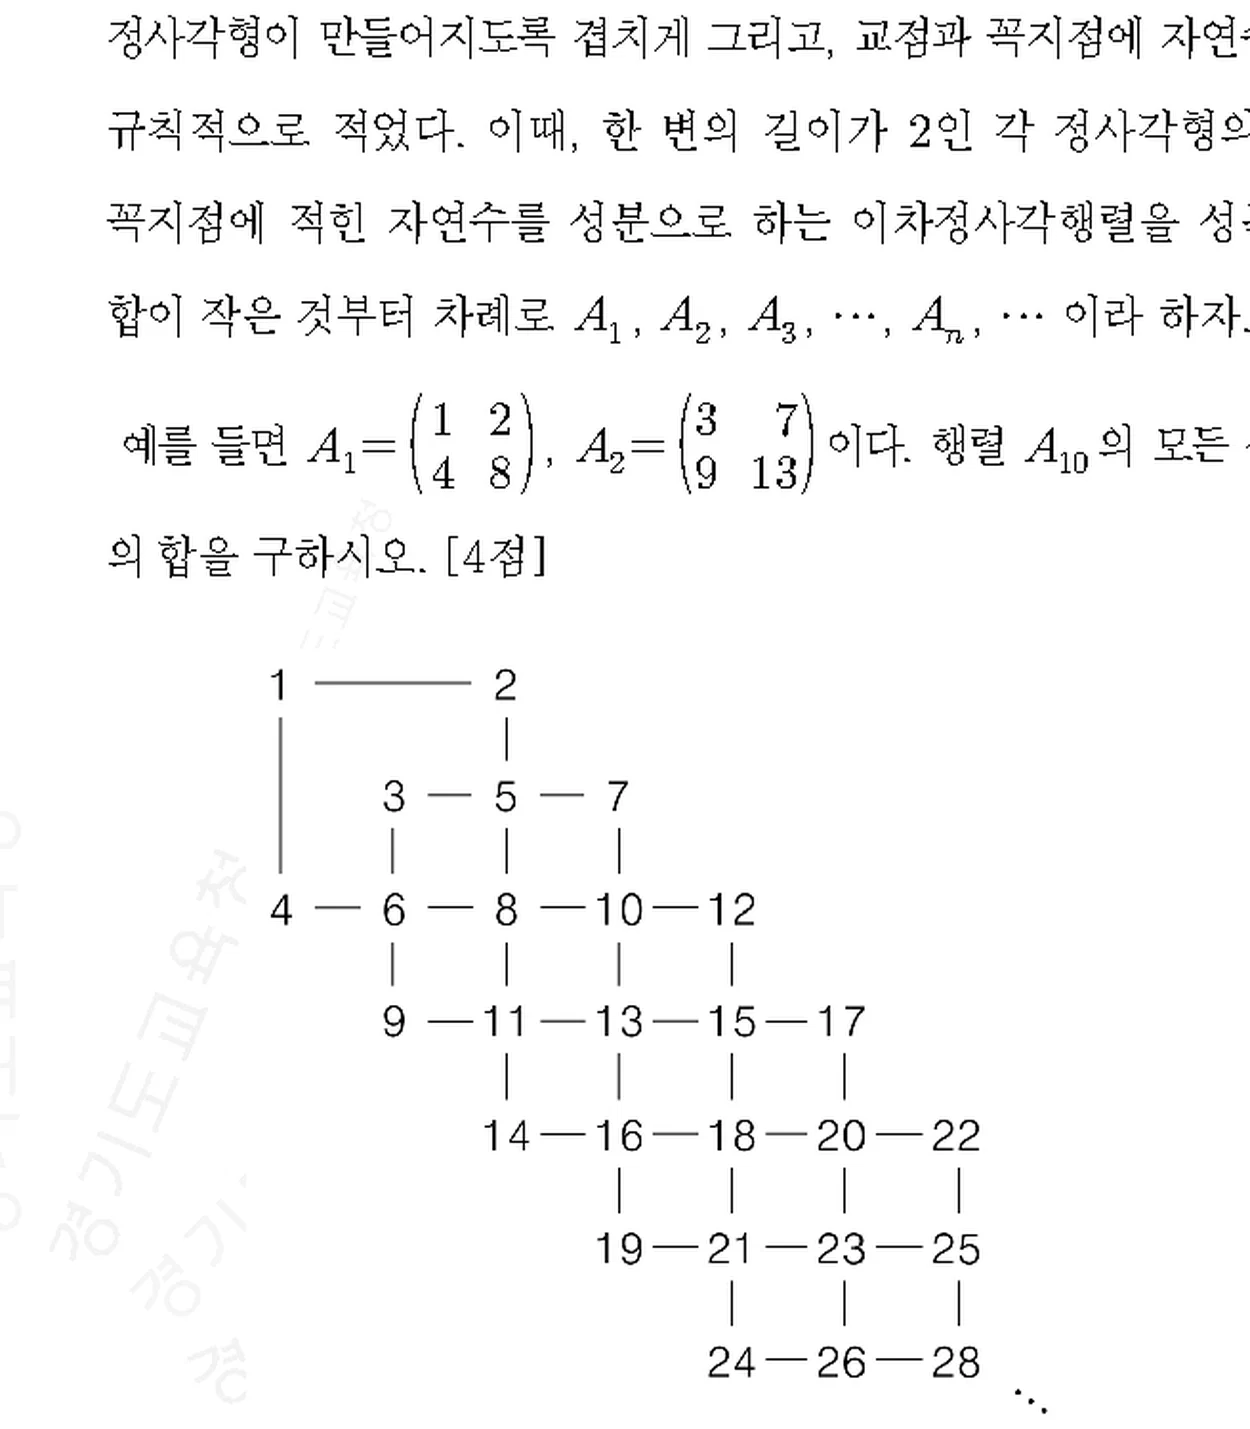 정사각형이 만들어지도록 겹치게 그리고, 교점과 꼭지점에
규칙적으로 적었다. 이때, 한 변의 길이가 2인 각 정사각형의
꼭지점에 적힌 자연수를 성분으로 하는 이차정사각행렬을
합이 작은 것부터 차례로 A₁, A₂, A₃, ⋯, Aₙ, ⋯ 이라 하자.
예를 들면 A₁=(1 2 / 4 8), A₂=(3 7 / 9 13)이다. 행렬 A₁₀의 모든
의 합을 구하시오. [4점]
1 2
3 5 7
4 6 8 10 12
9 11 13 15 17
14 16 18 20 22
19 21 23 25
24 26 28
⋱
경기도교육청